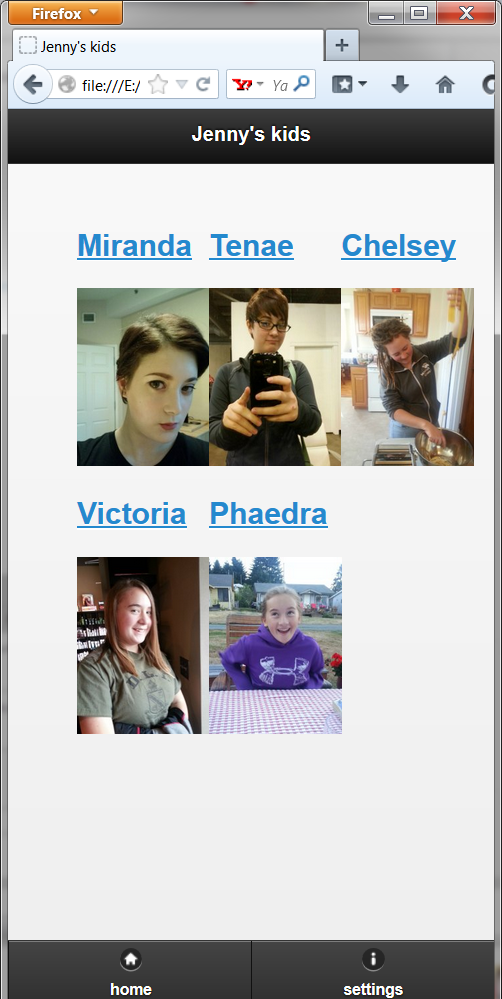 Firefox
Jenny's kids
file:///E:/
Ya
Jenny's kids
Miranda Tenae Chelsey
Victoria Phaedra
home settings